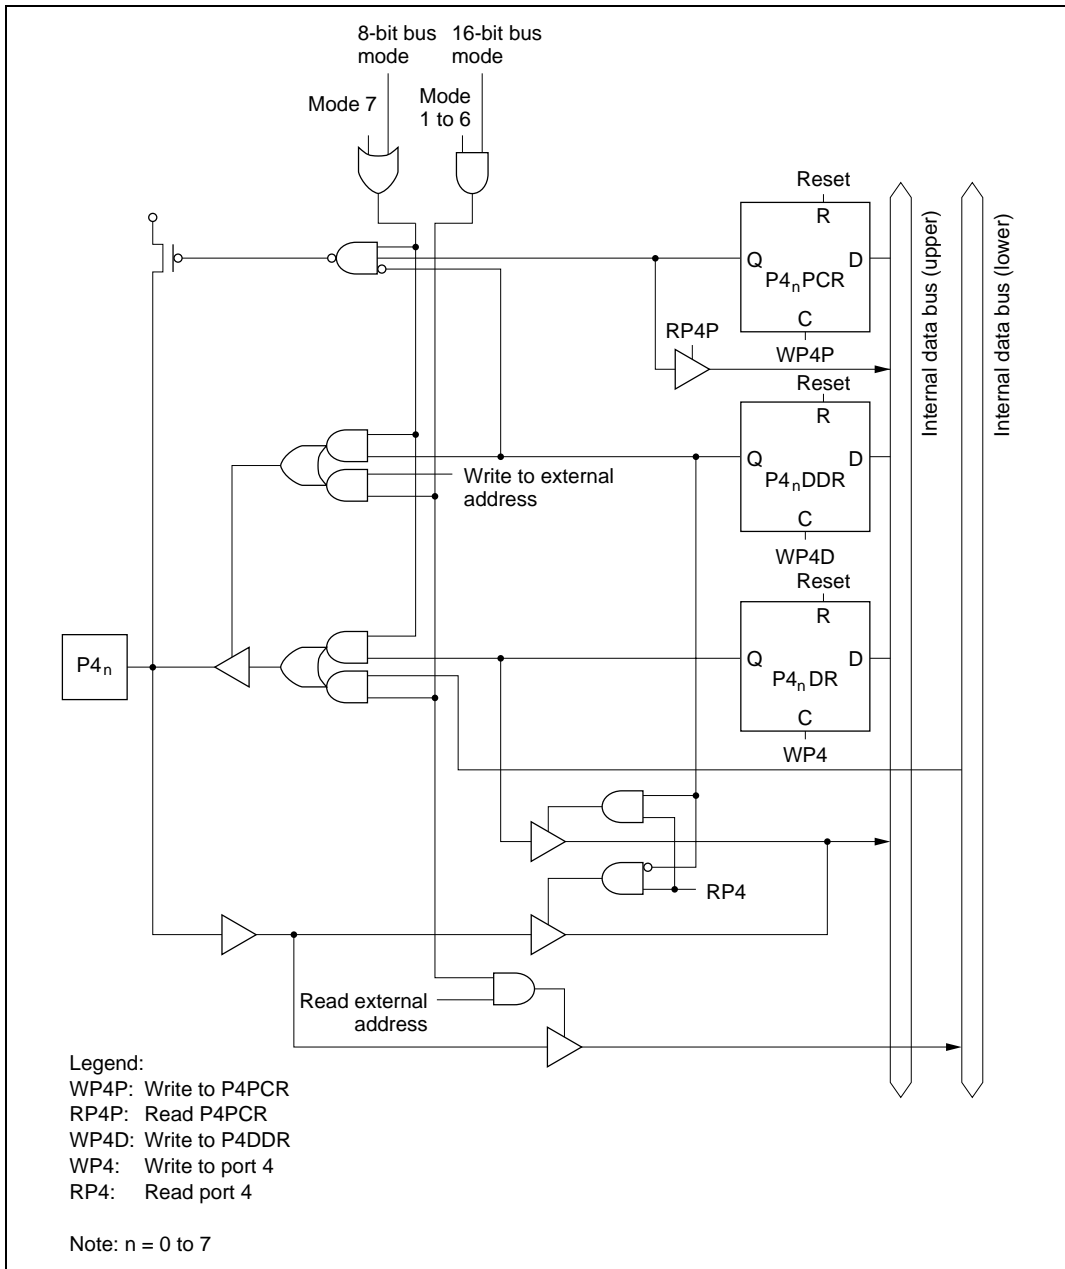 8-bit bus mode
16-bit bus mode
Mode 7
Mode 1 to 6
Reset
R
Q
D
P4nPCR
C
WP4P
RP4P
Reset
R
Q
D
P4nDDR
C
WP4D
Write to external address
Reset
R
Q
D
P4n DR
C
WP4
P4n
RP4
Read external address
Internal data bus (upper)
Internal data bus (lower)
Legend:
WP4P: Write to P4PCR
RP4P: Read P4PCR
WP4D: Write to P4DDR
WP4: Write to port 4
RP4: Read port 4
Note: n = 0 to 7